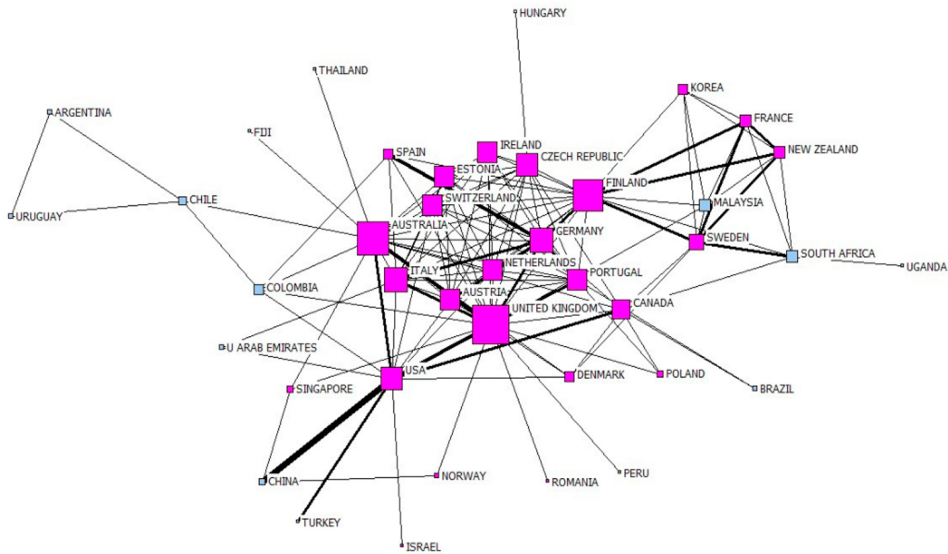 HUNGARY
THAILAND
KOREA
ARGENTINA
FRANCE
FIJI
IRELAND
NEW ZEALAND
SPAIN
CZECH REPUBLIC
ESTONIA
FINLAND
SWITZERLAND
CHILE
MALAYSIA
URUGUAY
AUSTRALIA
GERMANY
SWEDEN
SOUTH AFRICA
UGANDA
NETHERLANDS
ITALY
PORTUGAL
COLOMBIA
AUSTRIA
UNITED KINGDOM
CANADA
U ARAB EMIRATES
USA
DENMARK
POLAND
SINGAPORE
BRAZIL
PERU
NORWAY
CHINA
ROMANIA
TURKEY
ISRAEL